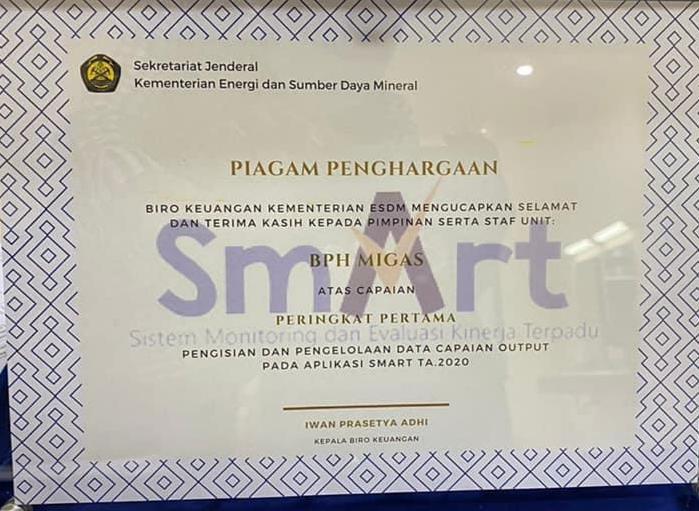 Sekretariat Jenderal
Kementerian Energi dan Sumber Daya Mineral
PIAGAM PENGHARGAAN
BIRO KEUANGAN KEMENTERIAN ESDM MENGUCAPKAN SELAMAT
DAN TERIMA KASIH KEPADA PIMPINAN SERTA STAF UNIT:
SmArt
BPH MIGAS
ATAS CAPAIAN
PERINGKAT PERTAMA
Sistem Monitoring dan Evaluasi Kinerja Terpadu
PENGISIAN DAN PENGELOLAAN DATA CAPAIAN OUTPUT
PADA APLIKASI SMART TA.2020
IWAN PRASETYA ADHI
KEPALA BIRO KEUANGAN